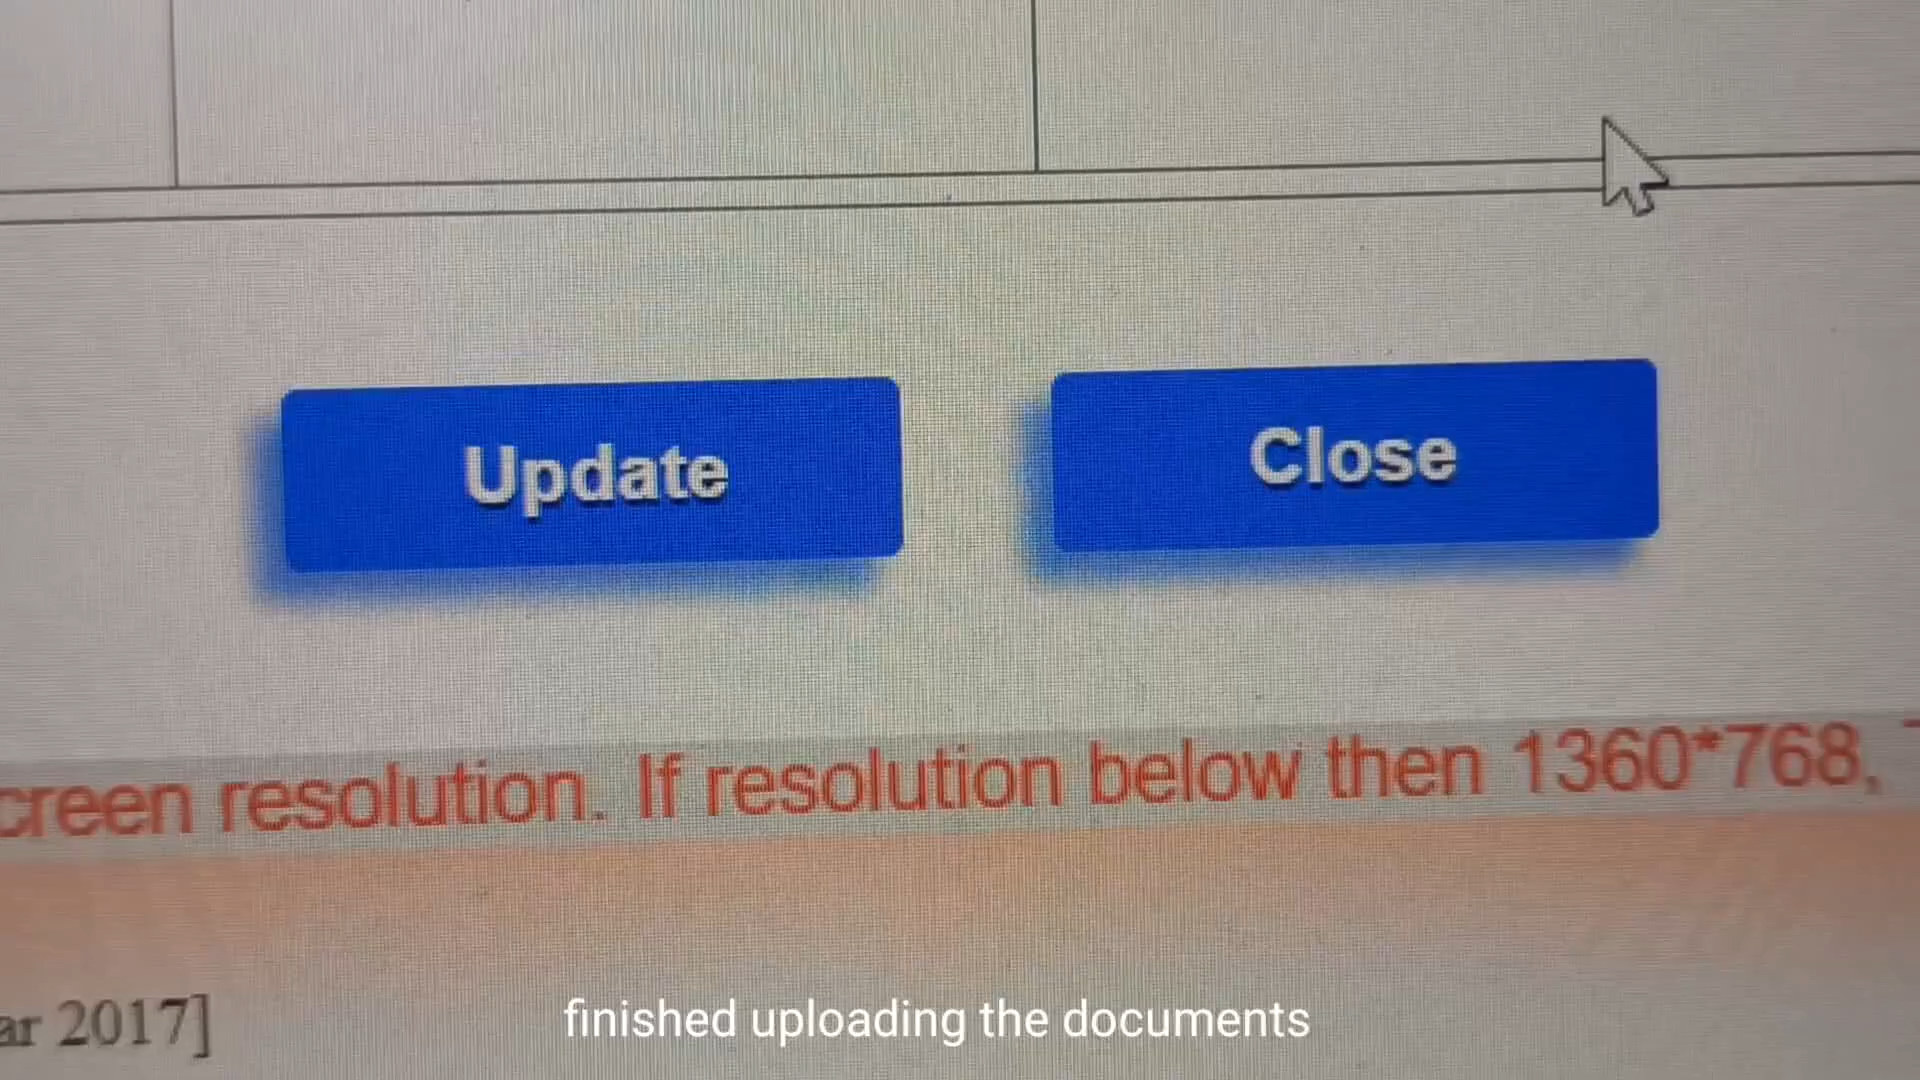 Update
Close
creen resolution. If resolution below then 1360*768,
ar 2017]
finished uploading the documents